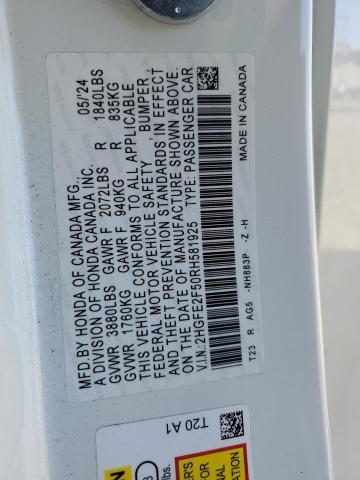 MFD.BY HONDA OF CANADA MFG., 05/'24
A DIVISION OF HONDA CANADA INC.
GVWR 3880LBS GAWR F 2072LBS R 1840LBS
GVWR 1760KG GAWR F 940KG R 835KG
THIS VEHICLE CONFORMS TO ALL APPLICABLE
FEDERAL MOTOR VEHICLE SAFETY, BUMPER,
AND THEFT PREVENTION STANDARDS IN EFFECT
ON THE DATE OF MANUFACTURE SHOWN ABOVE.
V.I.N.: 2HGFE2F50RH581925 TYPE: PASSENGER CAR
T23 R AG5 -NH883P -Z -H MADE IN CANADA
T20 A1